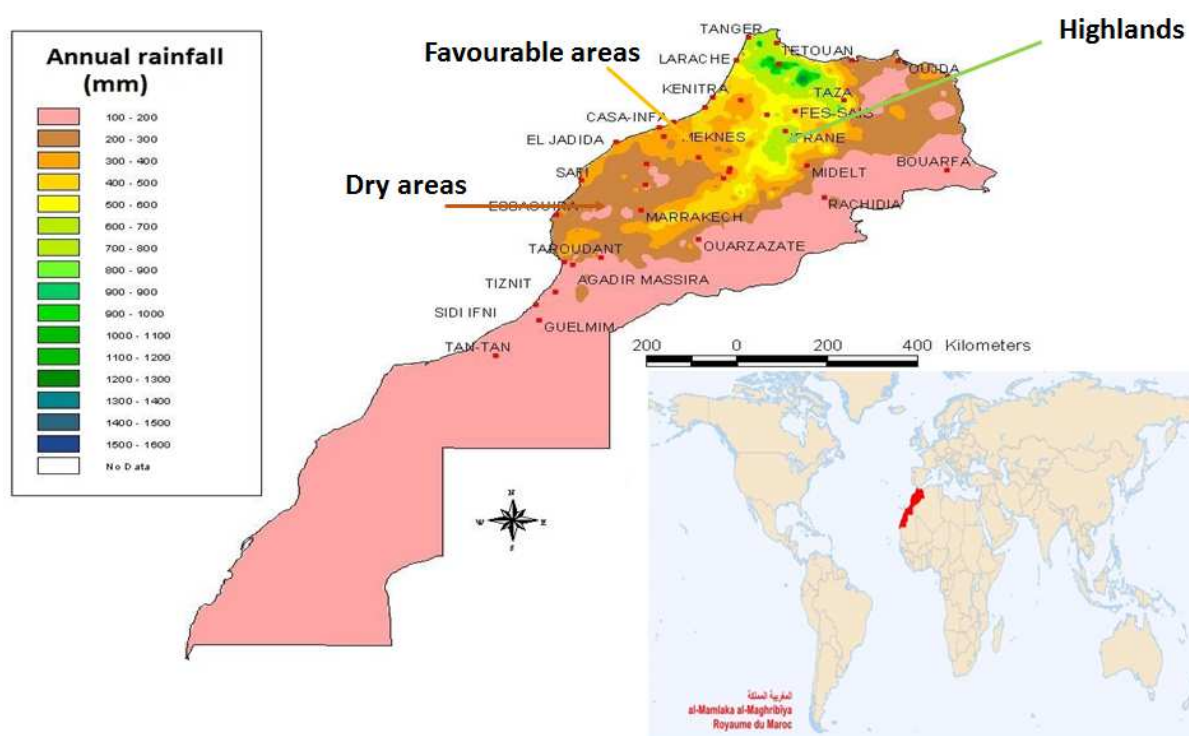 Annual rainfall
(mm)
100 - 200
200 - 300
300 - 400
400 - 500
500 - 600
600 - 700
700 - 800
800 - 900
900 - 900
900 - 1000
1000 - 1100
1100 - 1200
1200 - 1300
1300 - 1400
1400 - 1500
1500 - 1600
No Data
Favourable areas
Highlands
Dry areas
TANGER
TETOUAN
LARACHE
OUJDA
KENITRA
TAZA
CASA-INFA
FES-SAIS
EL JADIDA
MEKNES
IFRANE
SAFI
MIDELT
BOUARFA
ESSAOUIRA
MARRAKECH
RACHIDIA
TAROUDANT
OUARZAZATE
TIZNIT
AGADIR MASSIRA
SIDI IFNI
GUELMIM
TAN-TAN
200 0 200 400 Kilometers
N
W E
S
المغربية المملكة
al-Mamlaka al-Maghribiya
Royaume du Maroc